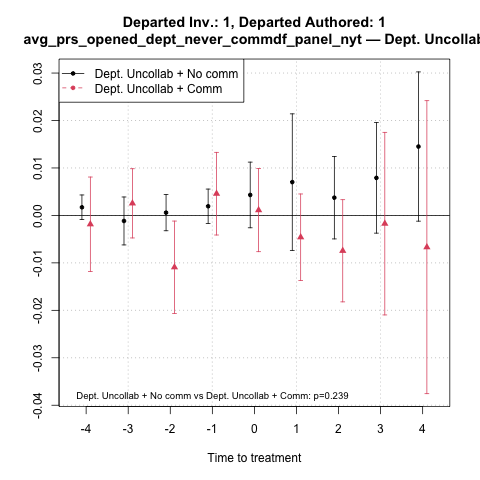 Departed Inv.: 1, Departed Authored: 1
avg_prs_opened_dept_never_commdf_panel_nyt — Dept. Uncollab
Dept. Uncollab + No comm
Dept. Uncollab + Comm
0.03
0.02
0.01
0.00
-0.01
-0.02
-0.03
-0.04
Dept. Uncollab + No comm vs Dept. Uncollab + Comm: p=0.239
-4 -3 -2 -1 0 1 2 3 4
Time to treatment